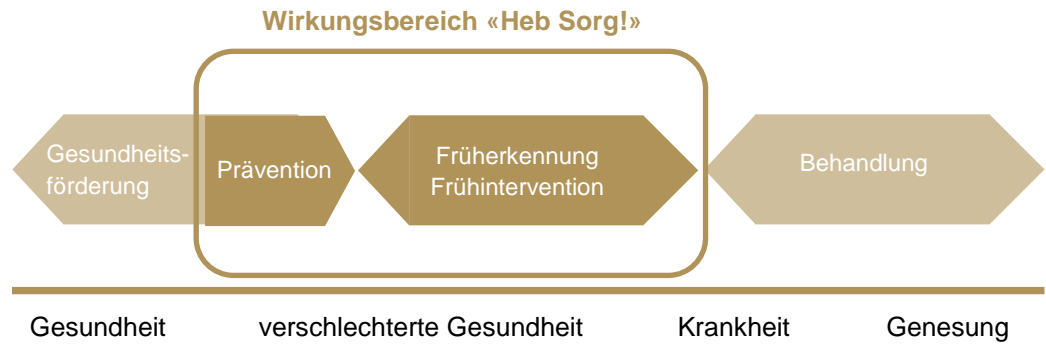 Wirkungsbereich «Heb Sorg!»
Gesundheits-
förderung
Prävention
Früherkennung
Frühintervention
Behandlung
Gesundheit
verschlechterte Gesundheit
Krankheit
Genesung